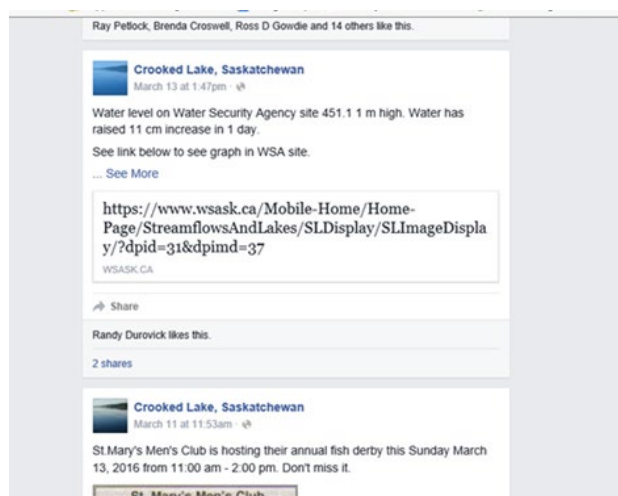 Ray Petlock, Brenda Croswell, Ross D Gowdie and 14 others like this.
Crooked Lake, Saskatchewan
March 13 at 1:47pm ·
Water level on Water Security Agency site 451.1 1 m high. Water has
raised 11 cm increase in 1 day.
See link below to see graph in WSA site.
... See More
https://www.wsask.ca/Mobile-Home/Home-
Page/StreamflowsAndLakes/SLDisplay/SLImageDispla
y/?dpid=31&dpimd=37
WSASK.CA
Share
Randy Durovick likes this.
2 shares
Crooked Lake, Saskatchewan
March 11 at 11:53am ·
St.Mary's Men's Club is hosting their annual fish derby this Sunday March
13, 2016 from 11:00 am - 2:00 pm. Don't miss it.
St. Mary's Men's Club